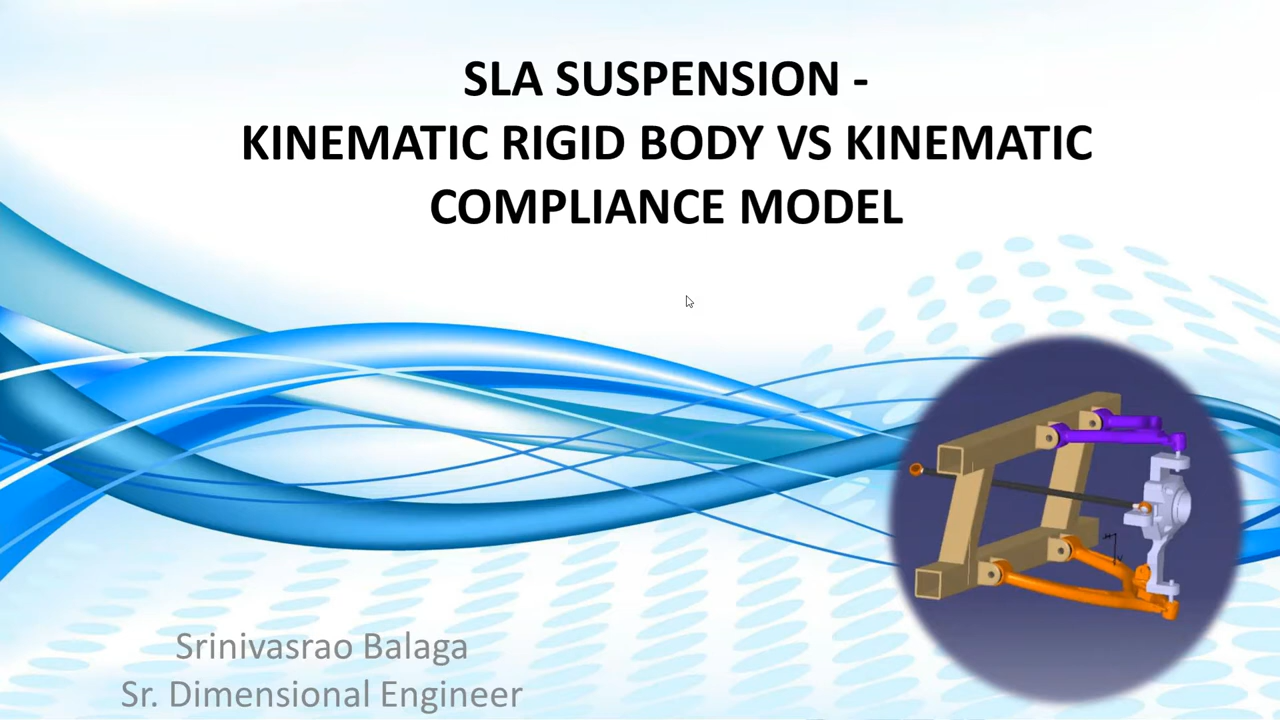 SLA SUSPENSION -
KINEMATIC RIGID BODY VS KINEMATIC
COMPLIANCE MODEL
Srinivasrao Balaga
Sr. Dimensional Engineer